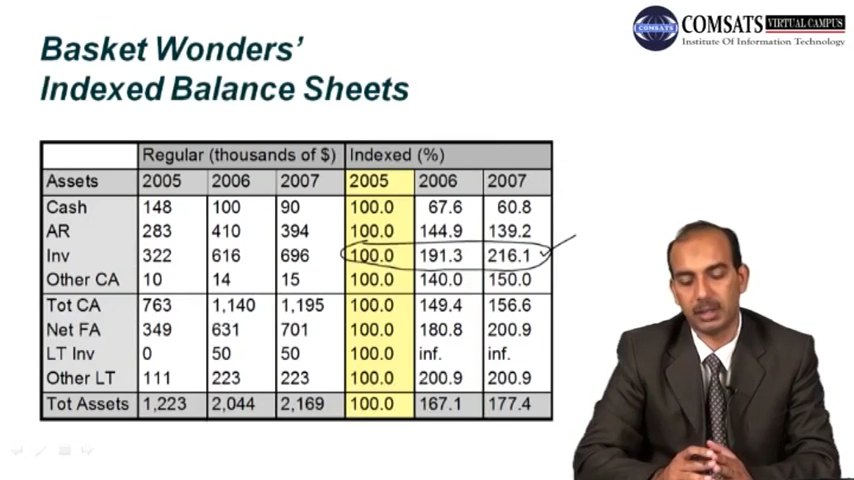 COMSATS VIRTUAL CAMPUS
COMSATS
Institute Of Information Technology
Basket Wonders'
Indexed Balance Sheets
Regular (thousands of $) Indexed (%)
Assets 2005 2006 2007 2005 2006 2007
Cash 148 100 90 100.0 67.6 60.8
AR 283 410 394 100.0 144.9 139.2
Inv 322 616 696 100.0 191.3 216.1
Other CA 10 14 15 100.0 140.0 150.0
Tot CA 763 1,140 1,195 100.0 149.4 156.6
Net FA 349 631 701 100.0 180.8 200.9
LT Inv 0 50 50 100.0 inf. inf.
Other LT 111 223 223 100.0 200.9 200.9
Tot Assets 1,223 2,044 2,169 100.0 167.1 177.4